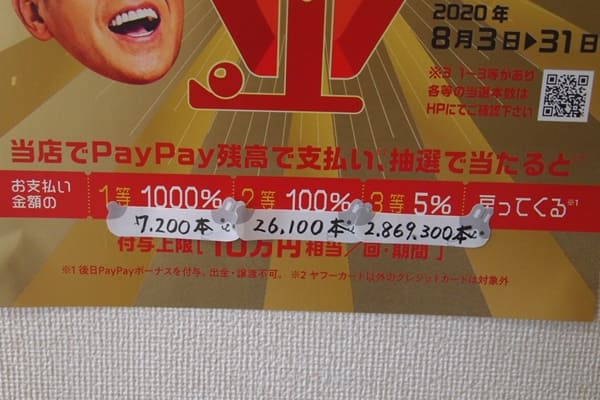 2020年
8月3日▶31日
※3 1~3等があり
各等の当選本数は
HPにてご確認下さい
当店でPayPay残高で支払い、抽選で当たると
お支払い金額の 1等 1000% 2等 100% 3等 5% 戻ってくる※1
7.200本 26,100本 2.869.300本
付与上限[10万円相当/回・期間]
※1 後日PayPayボーナスを付与。出金・譲渡不可。 ※2 ヤフーカード以外のクレジットカードは対象外